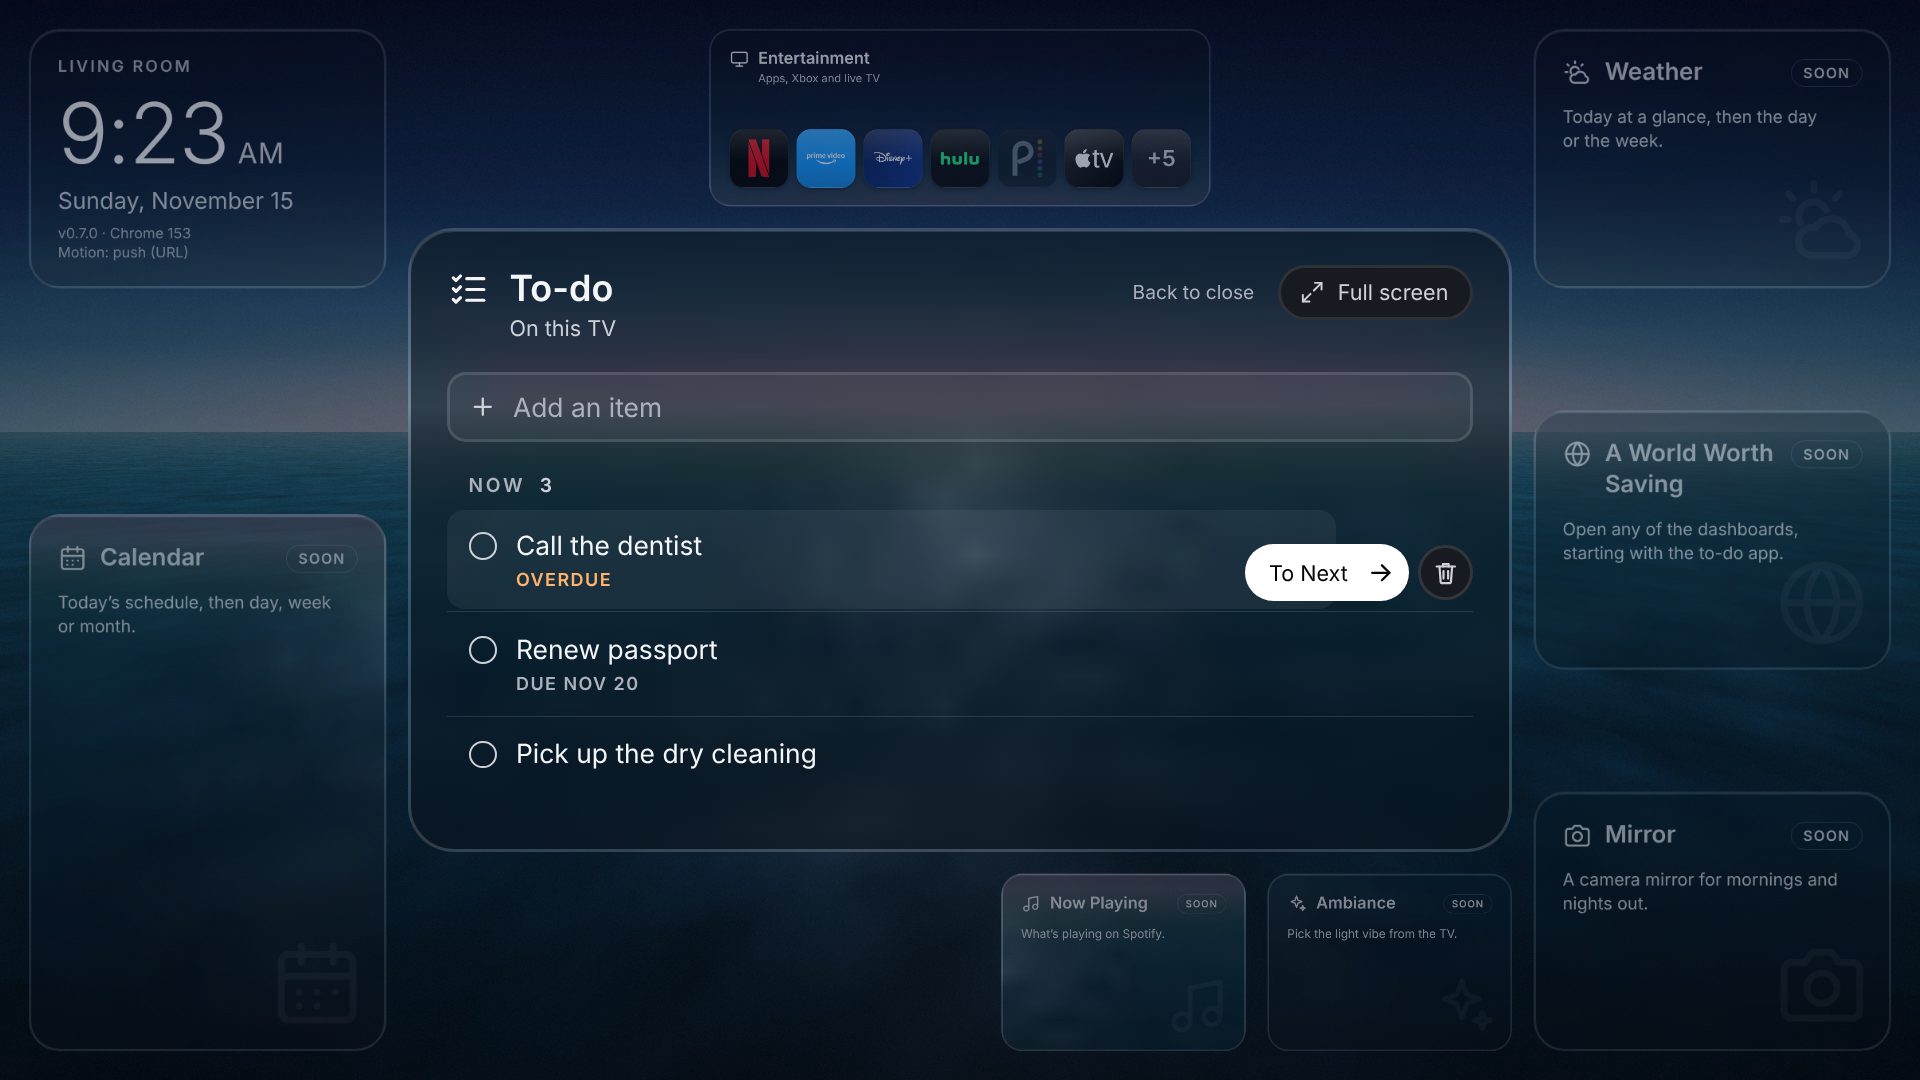 LIVING ROOM
9:23 AM
Sunday, November 15
v0.7.0 · Chrome 153
Motion: push (URL)
Entertainment
Apps, Xbox and live TV
N
prime video
Disney+
hulu
P
tv
+5
Weather
SOON
Today at a glance, then the day
or the week.
To-do
On this TV
Back to close
Full screen
Add an item
NOW 3
Call the dentist
OVERDUE
To Next
Renew passport
DUE NOV 20
Pick up the dry cleaning
Calendar
SOON
Today’s schedule, then day, week
or month.
A World Worth
Saving
SOON
Open any of the dashboards,
starting with the to-do app.
Now Playing
SOON
What’s playing on Spotify.
Ambiance
SOON
Pick the light vibe from the TV.
Mirror
SOON
A camera mirror for mornings and
nights out.